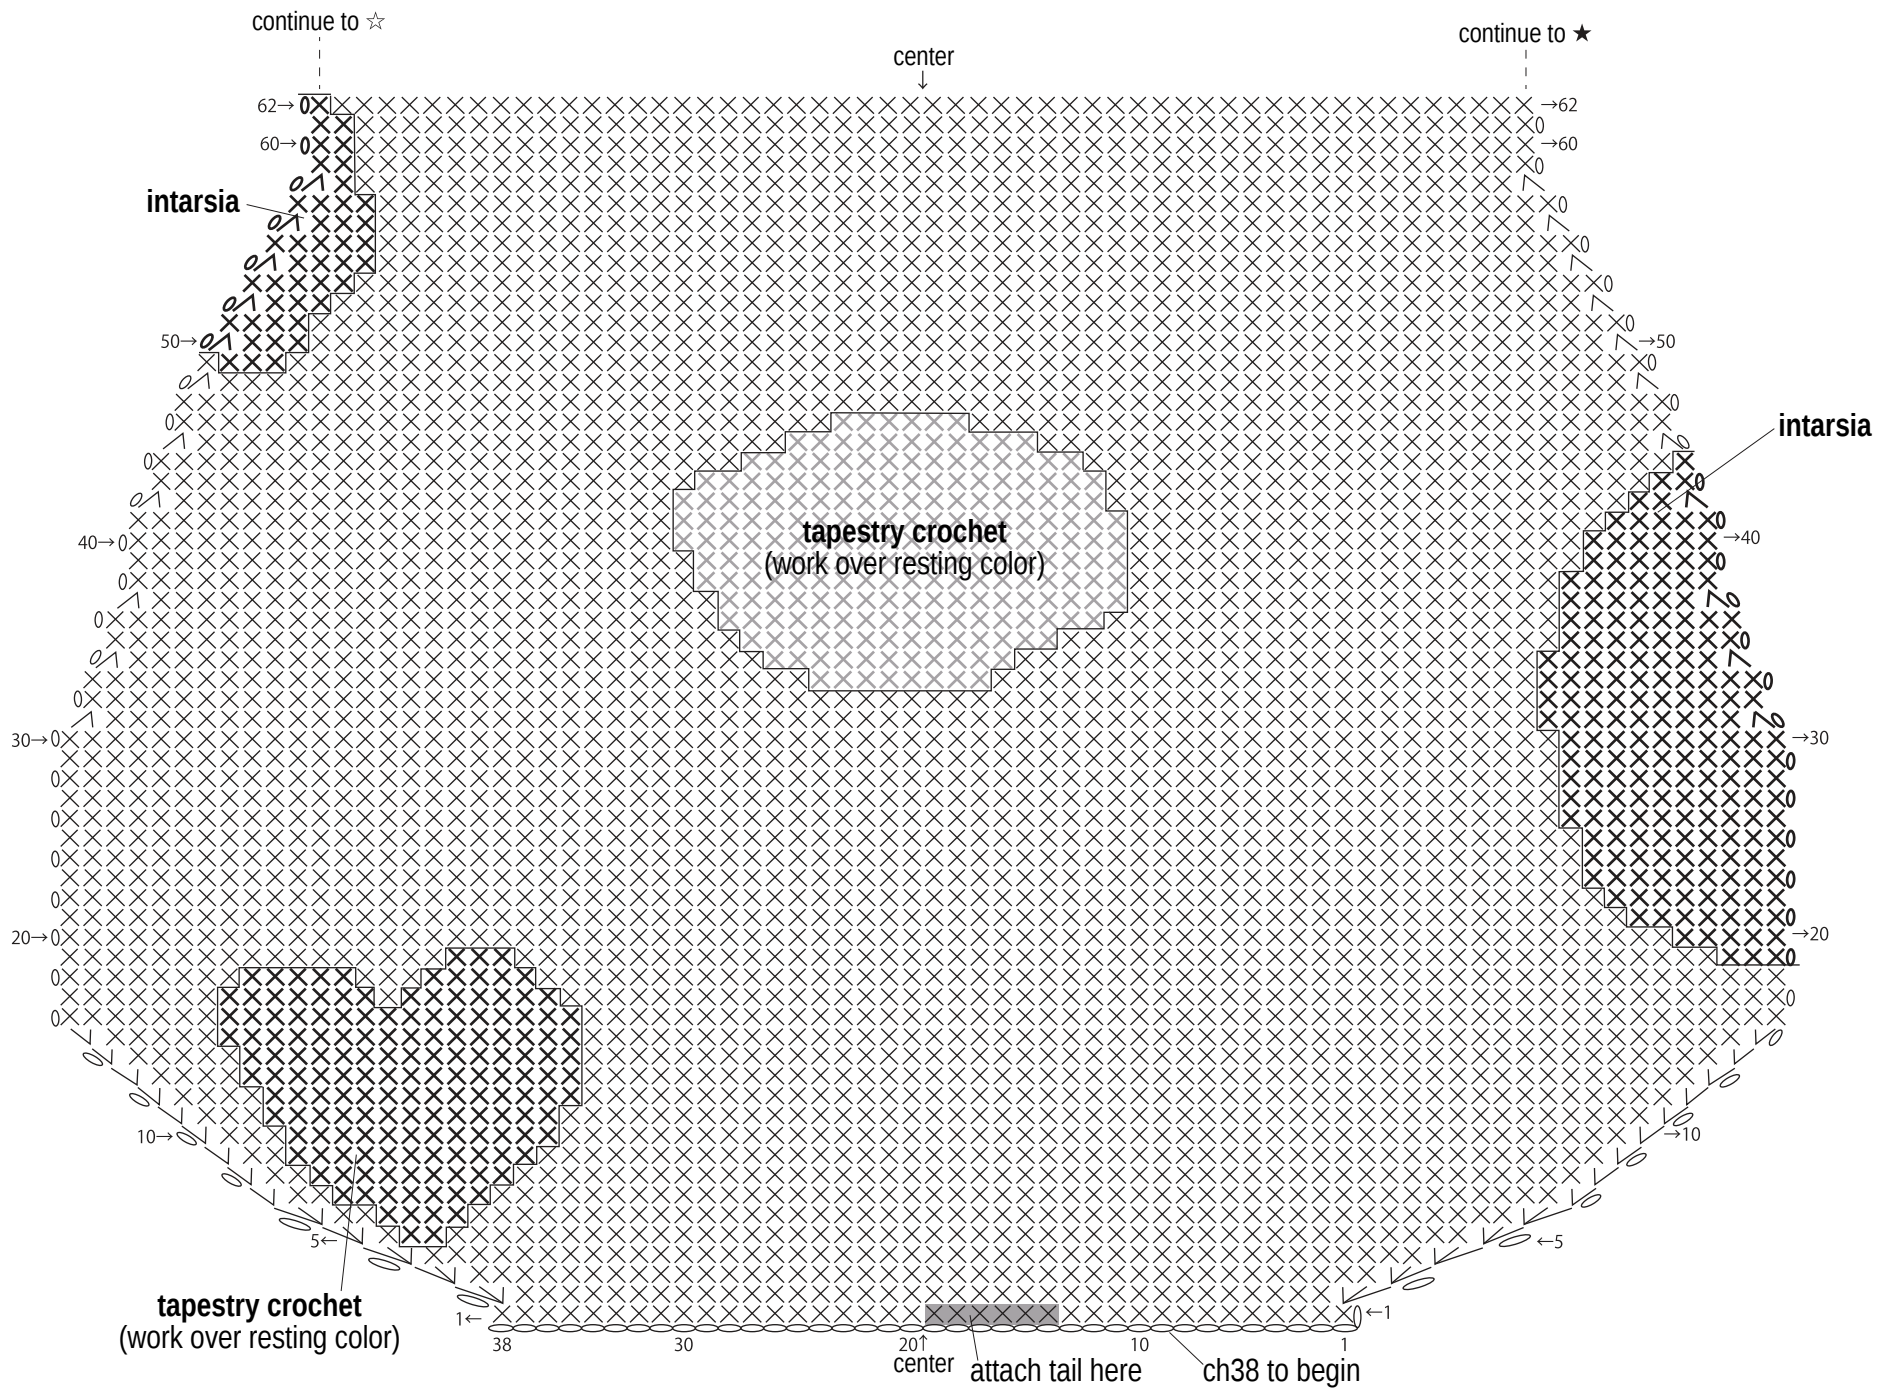 continue to ☆
continue to ★
center
↓
62→
→62
60→
→60
intarsia
50→
→50
intarsia
tapestry crochet
(work over resting color)
40→
→40
30→
→30
20→
→20
10→
→10
5←
←5
tapestry crochet
(work over resting color)
1←
←1
38
30
20↑
10
1
center
attach tail here
ch38 to begin